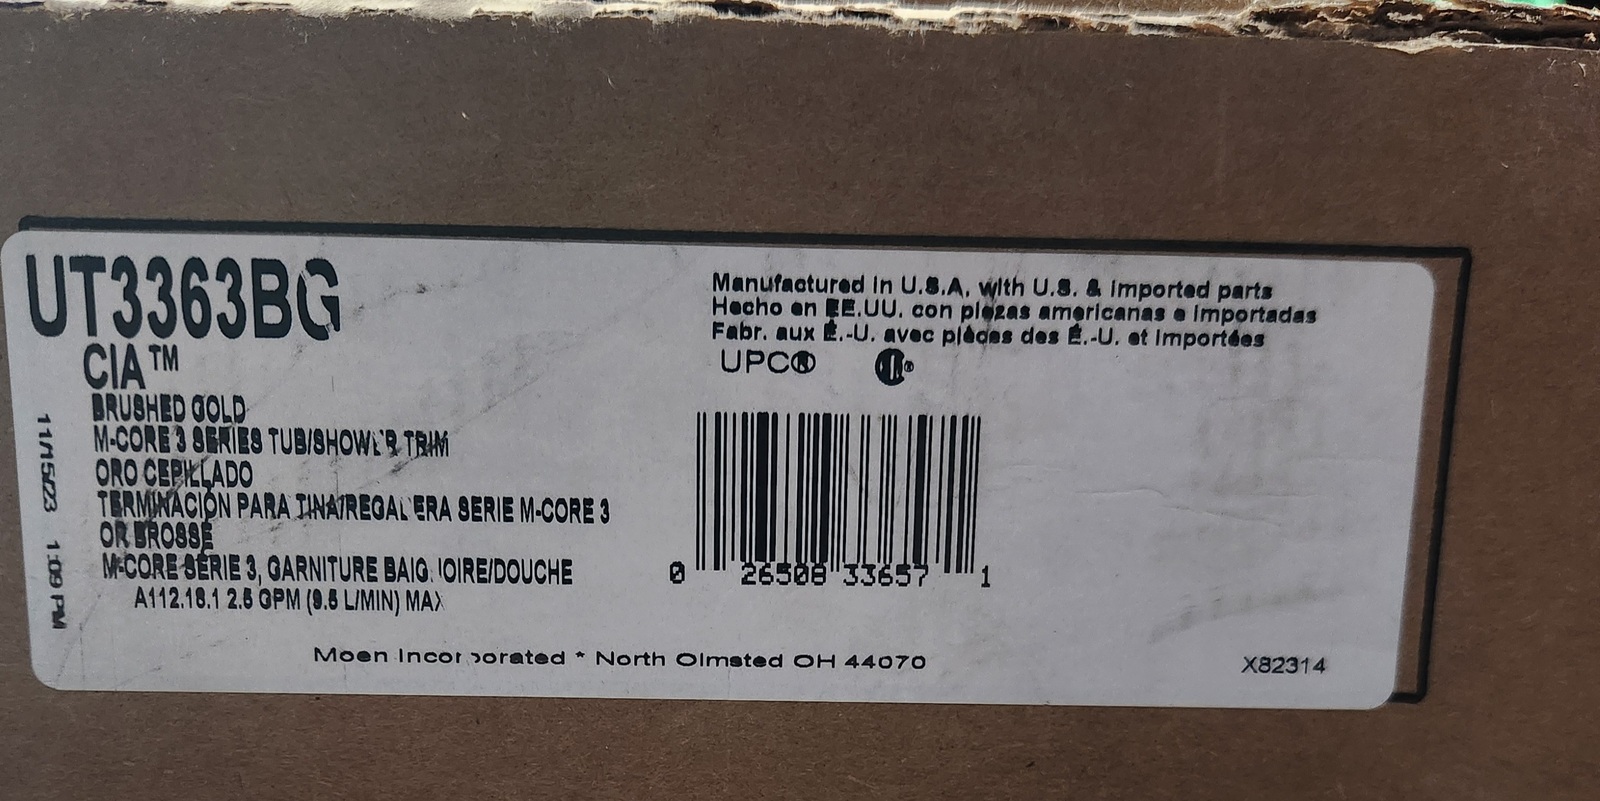 UT3363BG
CIA™
BRUSHED GOLD
M-CORE 3 SERIES TUB/SHOWER TRIM
ORO CEPILLADO
TERMINACIÓN PARA TINA/REGADERA SERIE M-CORE 3
OR BROSSÉ
M-CORE SÉRIE 3, GARNITURE BAIGNOIRE/DOUCHE
A112.18.1 2.5 GPM (9.5 L/MIN) MAX
11/15/23 1:09 PM
Manufactured in U.S.A. with U.S. & imported parts
Hecho en EE.UU. con piezas americanas e importadas
Fabr. aux É.-U. avec pièces des É.-U. et importées
UPC®
0 26508 33657 1
Moen Incorporated * North Olmsted OH 44070
X82314